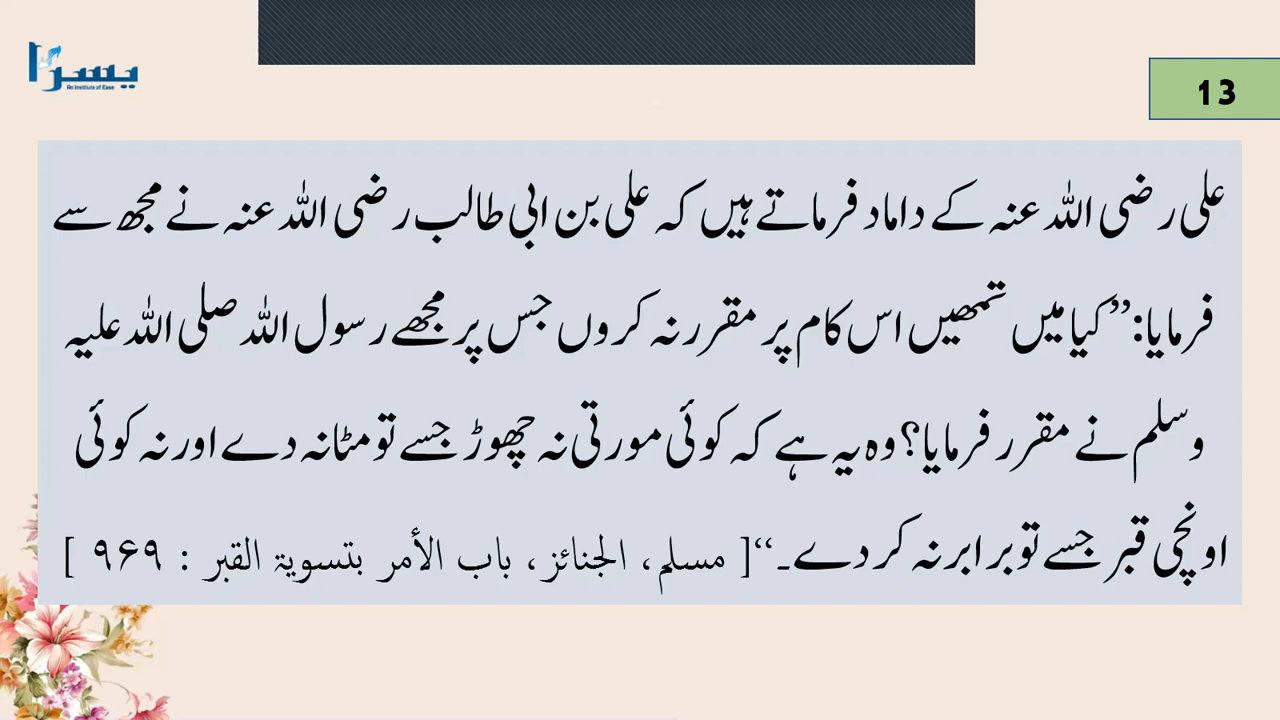 یسرا
An Institute of Ease
13
علی رضی اللہ عنہ کے داماد فرماتے ہیں کہ علی بن ابی طالب رضی اللہ عنہ نے مجھ سے
فرمایا: ”کیا میں تمھیں اس کام پر مقرر نہ کروں جس پر مجھے رسول اللہ صلی اللہ علیہ
وسلم نے مقرر فرمایا؟ وہ یہ ہے کہ کوئی مورتی نہ چھوڑ جسے تو مٹا نہ دے اور نہ کوئی
اونچی قبر جسے تو برابر نہ کر دے۔“ [ مسلم، الجنائز، باب الأمر بتسویۃ القبر : ۹۶۹ ]